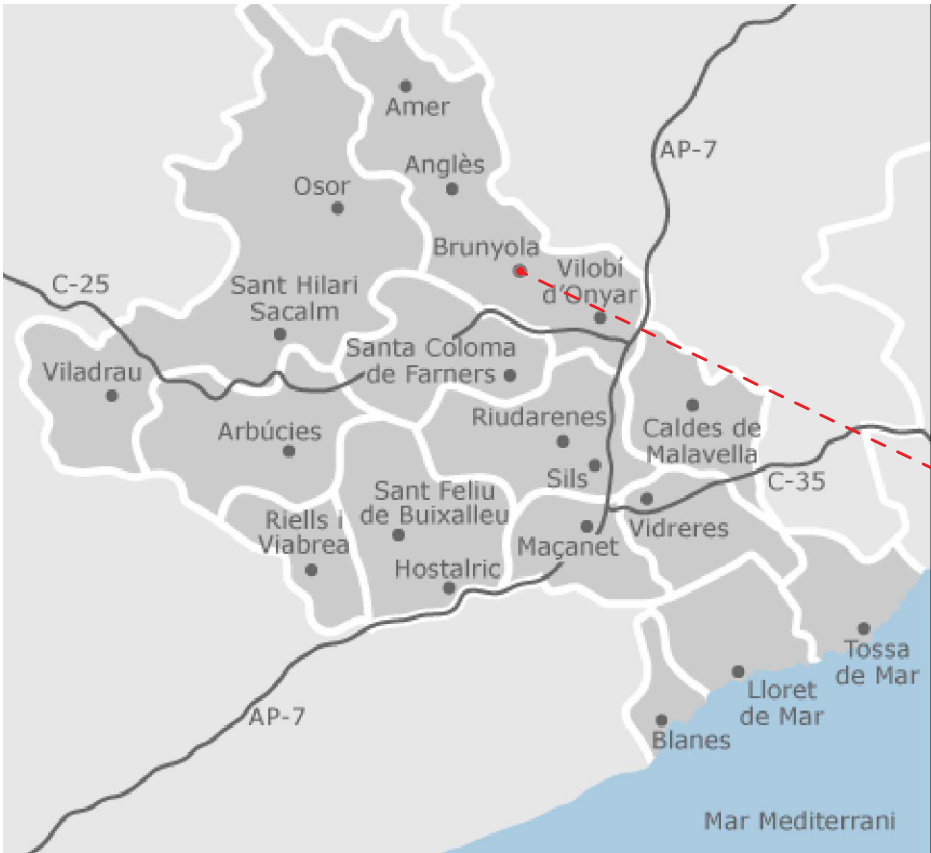 Amer
AP-7
Anglès
Osor
Brunyola
Vilobí
d'Onyar
C-25
Sant Hilari
Sacalm
Santa Coloma
de Farners
Viladrau
Riudarenes
Arbúcies
Caldes de
Malavella
Sils
C-35
Sant Feliu
de Buixalleu
Riells i
Viabrea
Vidreres
Maçanet
Hostalric
Tossa
de Mar
Lloret
de Mar
AP-7
Blanes
Mar Mediterrani